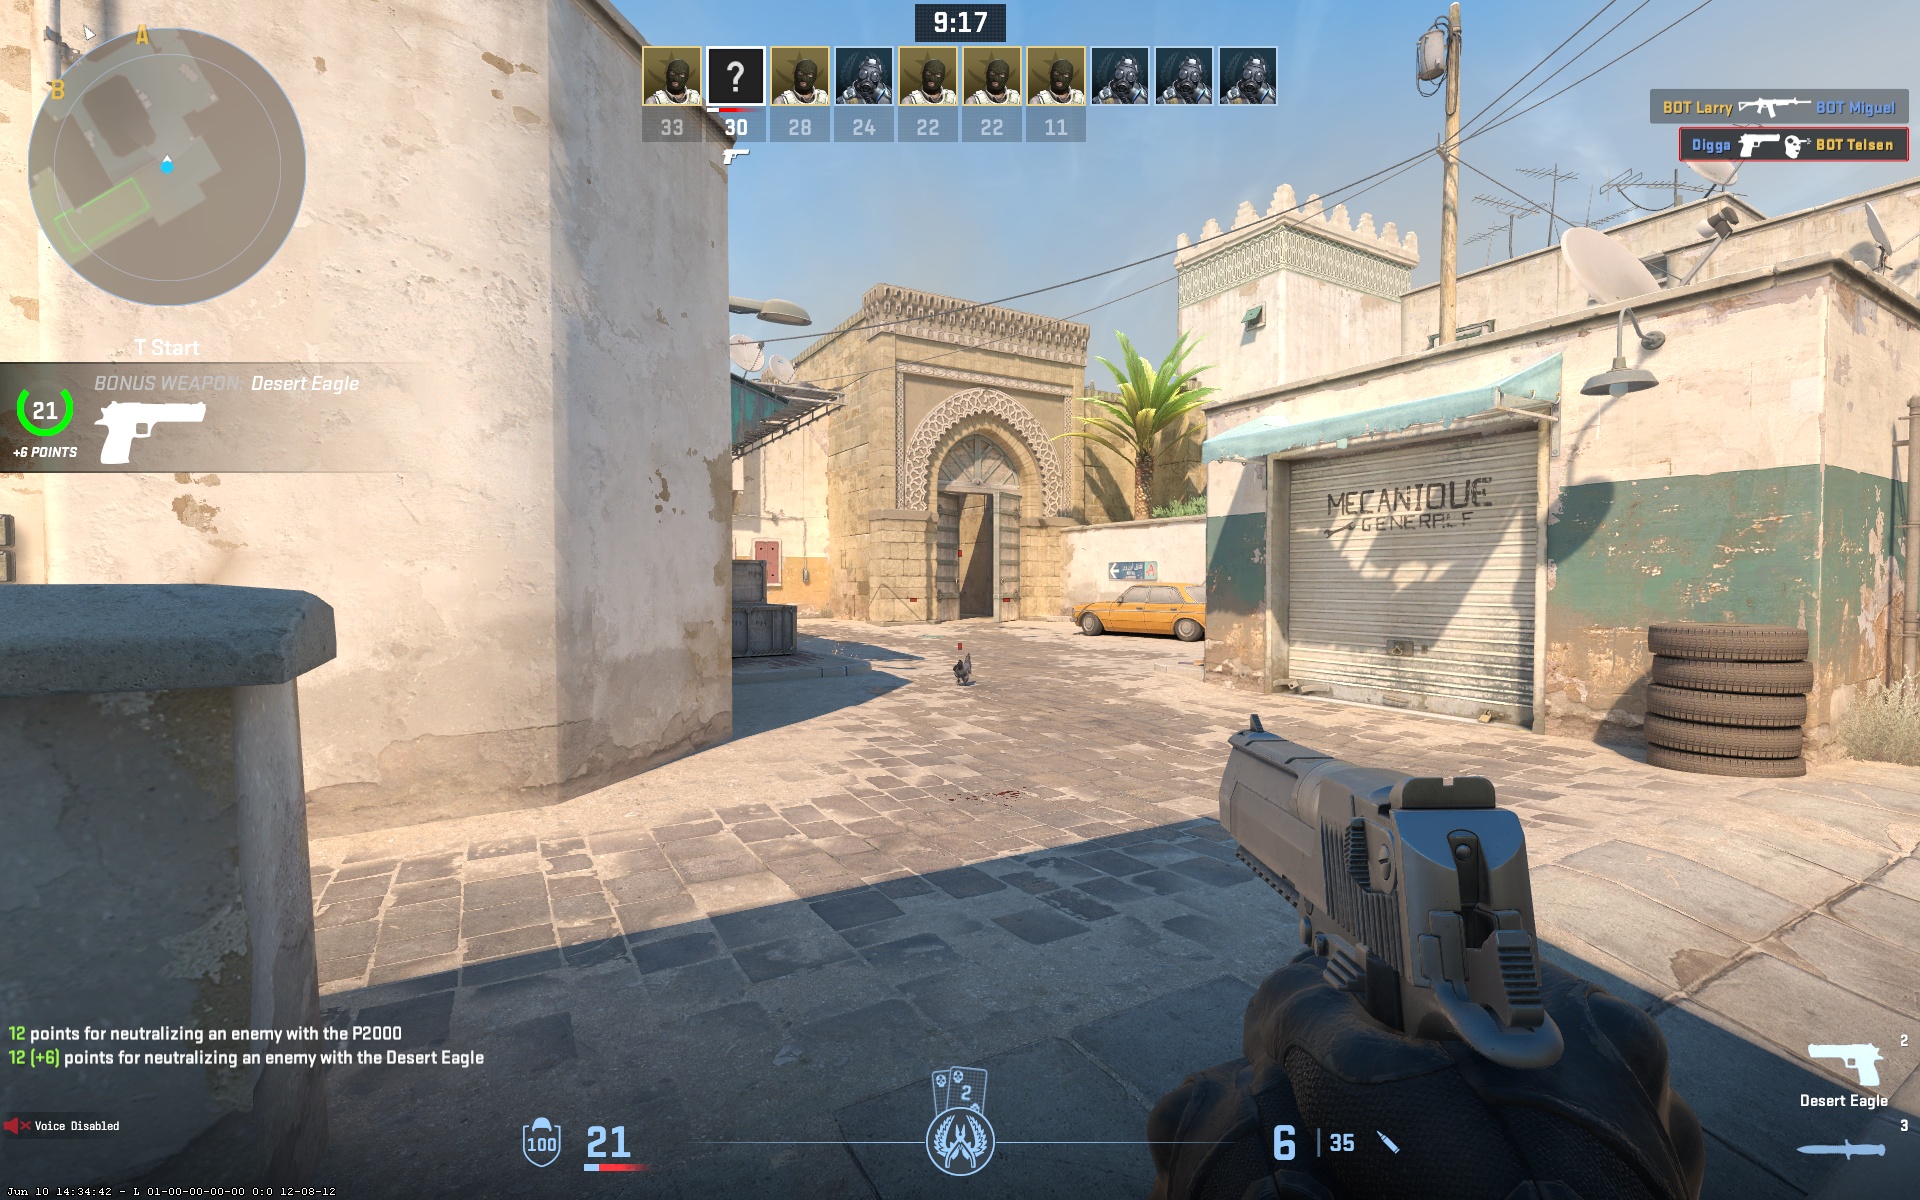 9:17
A
B
?
33 30 28 24 22 22 11
BOT Larry BOT Miguel
Digga BOT Telsen
T Start
BONUS WEAPON: Desert Eagle
21
+6 POINTS
MECANIQUE
GENERALE
12 points for neutralizing an enemy with the P2000
12 (+6) points for neutralizing an enemy with the Desert Eagle
Voice Disabled
2
100 21
6 | 35
2
Desert Eagle
3
Jun 10 14:34:42 - L 01-00-00-00-00 0:0 12-08-12